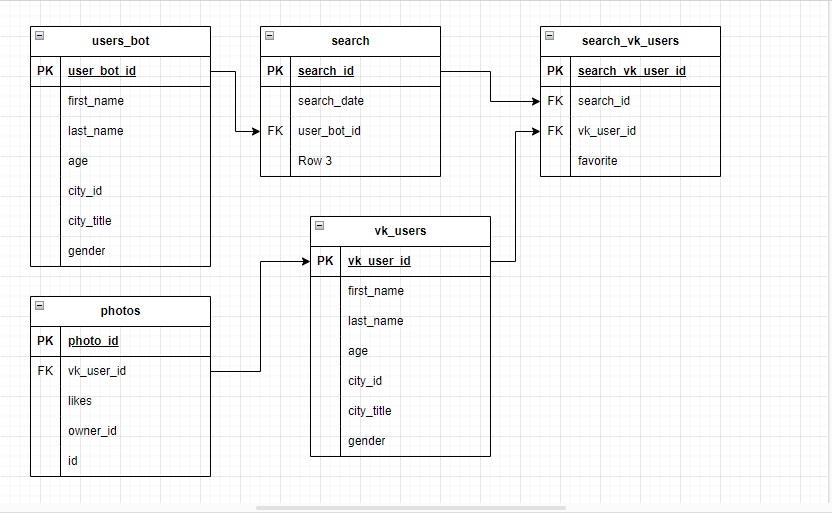 users_bot
PK user_bot_id
first_name
last_name
age
city_id
city_title
gender
search
PK search_id
search_date
FK user_bot_id
Row 3
search_vk_users
PK search_vk_user_id
FK search_id
FK vk_user_id
favorite
photos
PK photo_id
FK vk_user_id
likes
owner_id
id
vk_users
PK vk_user_id
first_name
last_name
age
city_id
city_title
gender